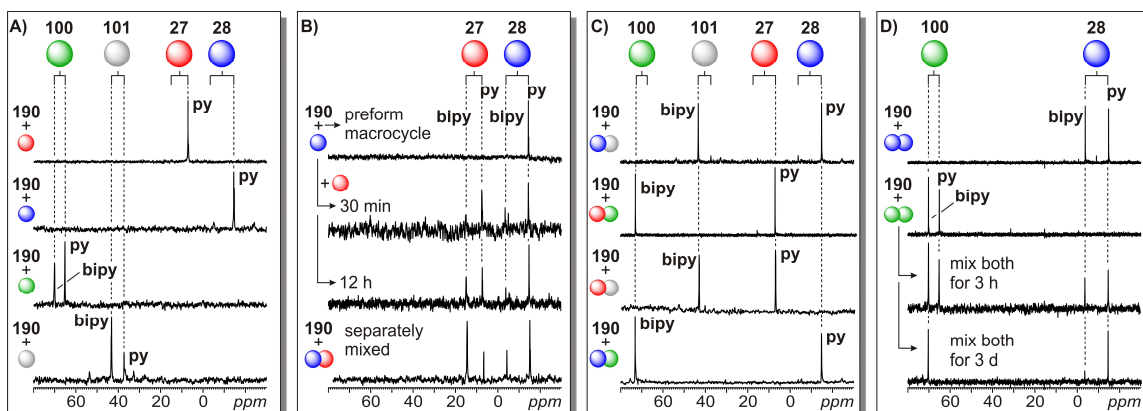 A)
100 101 27 28
190
+
py
190
+
py
190
+
py
bipy
190
+
bipy
py
60 20 0 ppm
B)
27 28
py py
190
+
preform
macrocycle
bipy bipy
+
30 min
12 h
190
+
separately
mixed
60 20 0 ppm
C)
100 101 27 28
190
+
bipy py
190
+
bipy py
190
+
bipy py
190
+
bipy py
60 20 0 ppm
D)
100 28
190
+
bipy py
190
+
py
bipy
mix both
for 3 h
mix both
for 3 d
60 20 0 ppm